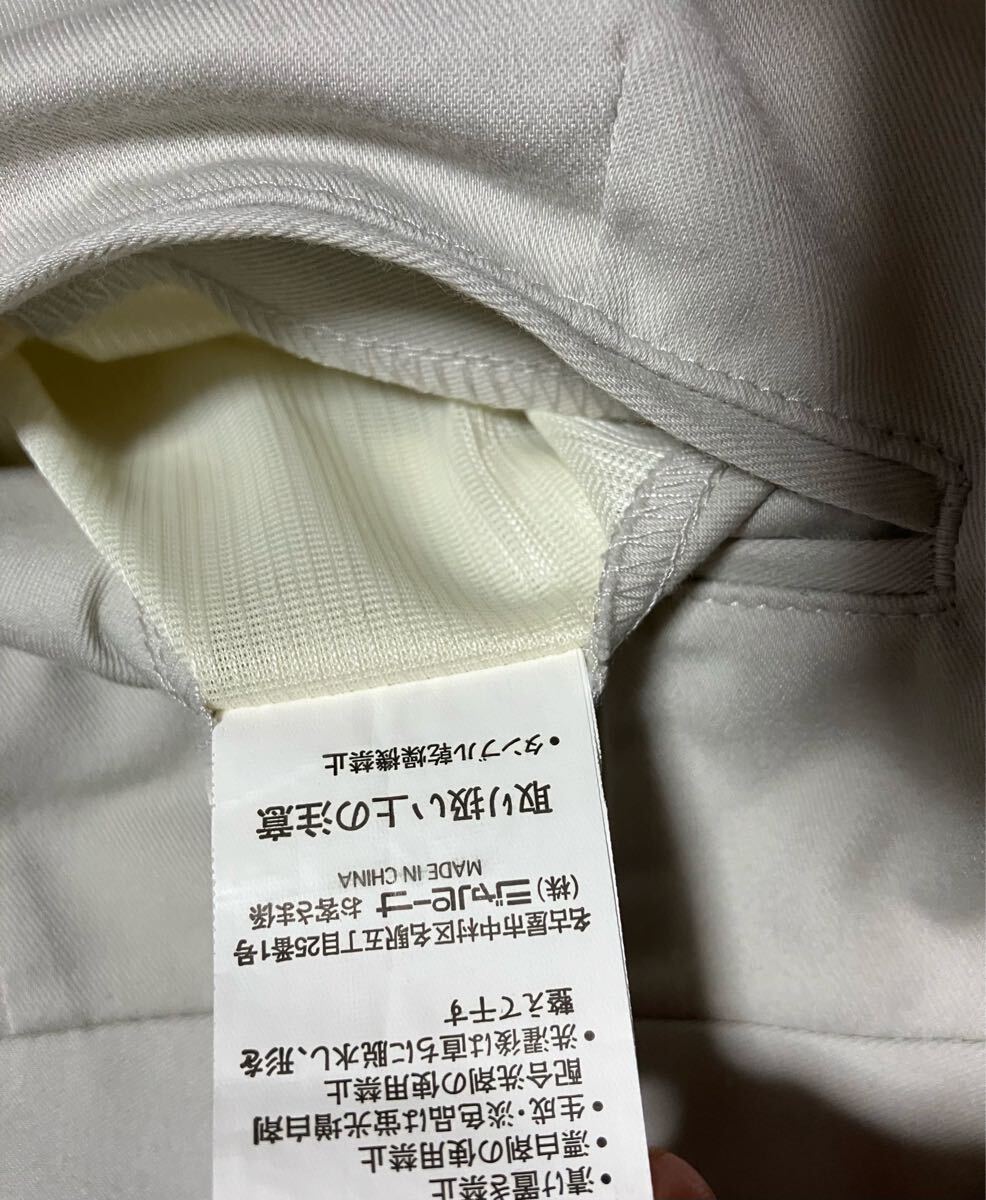 ・漬け置き禁止
・漂白剤の使用禁止
・生成・淡色品は蛍光増白剤
配合洗剤の使用禁止
・洗濯後は直ちに脱水し、形を
整えて干す
名古屋市中村区名駅五丁目25番1号
(株)ジャパーナ お客さま係
MADE IN CHINA
取り扱い上の注意
・タンブル乾燥機禁止